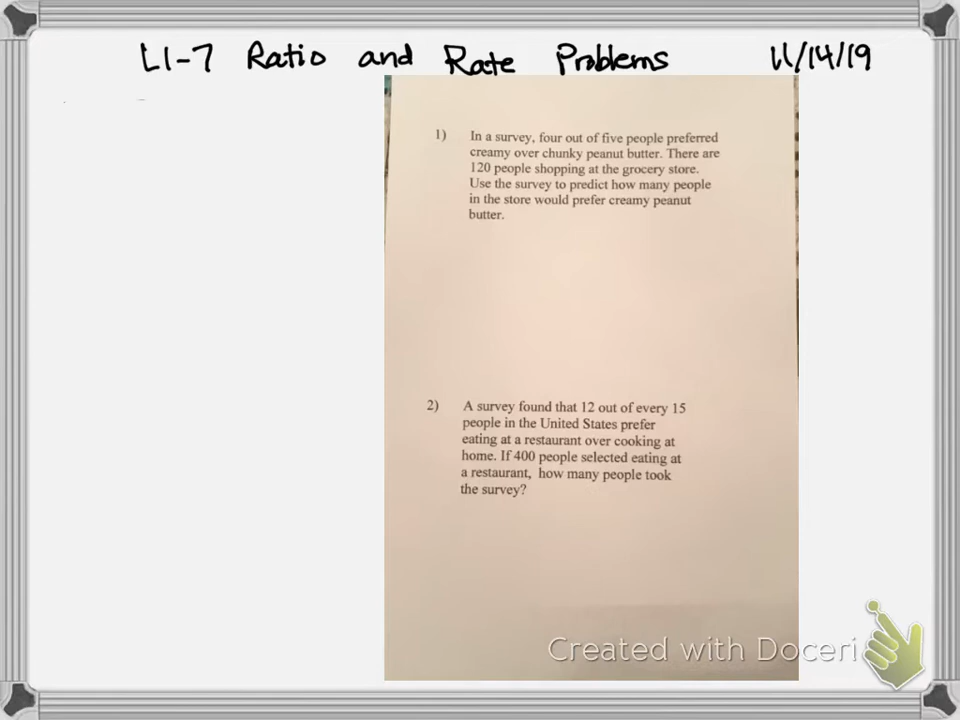 L1-7 Ratio and Rate Problems 11/14/19
1) In a survey, four out of five people preferred
creamy over chunky peanut butter. There are
120 people shopping at the grocery store.
Use the survey to predict how many people
in the store would prefer creamy peanut
butter.
2) A survey found that 12 out of every 15
people in the United States prefer
eating at a restaurant over cooking at
home. If 400 people selected eating at
a restaurant, how many people took
the survey?
Created with Doceri